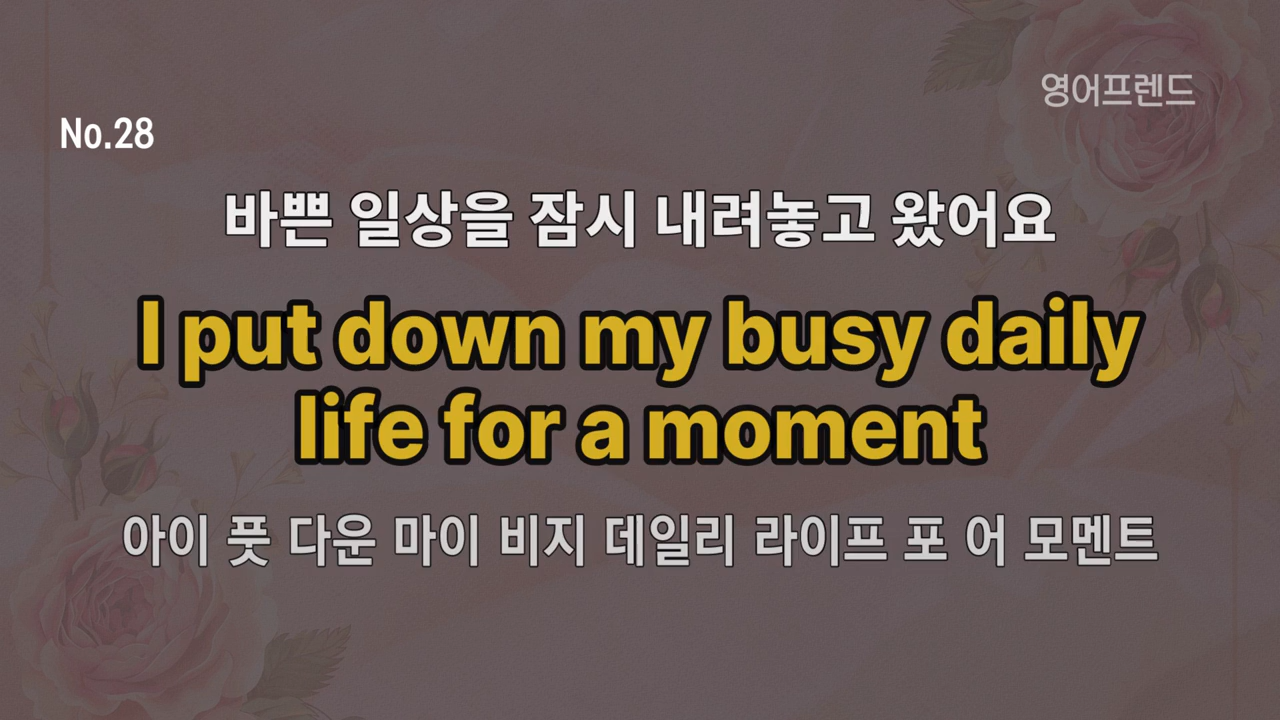 영어프렌드
No.28
바쁜 일상을 잠시 내려놓고 왔어요
I put down my busy daily
life for a moment
아이 풋 다운 마이 비지 데일리 라이프 포 어 모멘트